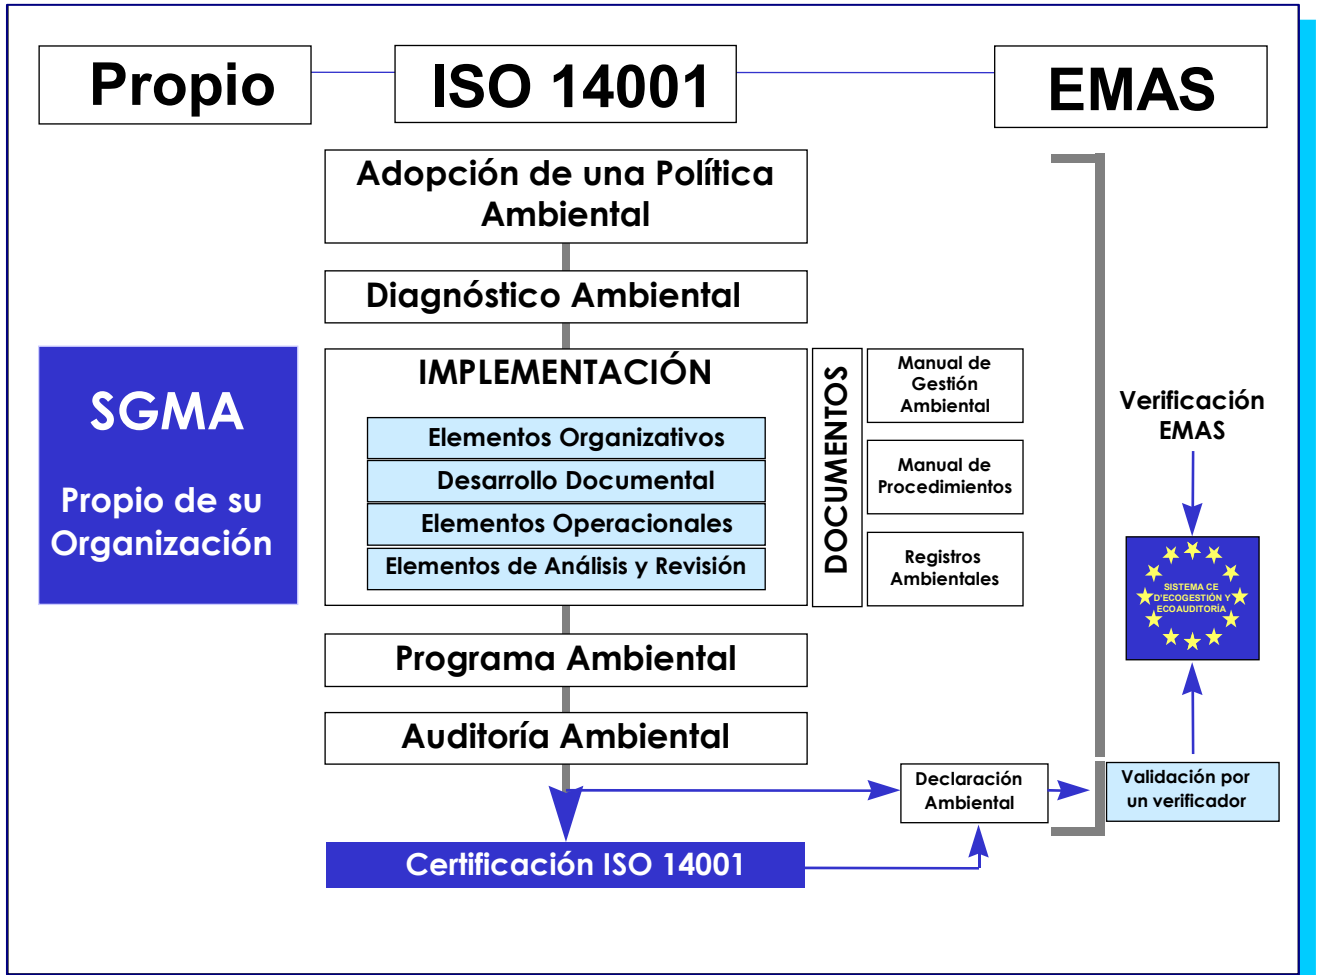 Propio
ISO 14001
EMAS
Adopción de una Política
Ambiental
Diagnóstico Ambiental
SGMA
Propio de su
Organización
IMPLEMENTACIÓN
Elementos Organizativos
Desarrollo Documental
Elementos Operacionales
Elementos de Análisis y Revisión
DOCUMENTOS
Manual de
Gestión
Ambiental
Manual de
Procedimientos
Registros
Ambientales
Verificación
EMAS
SISTEMA CE
D'ECOGESTIÓN Y
ECOAUDITORÍA
Programa Ambiental
Auditoría Ambiental
Declaración
Ambiental
Validación por
un verificador
Certificación ISO 14001